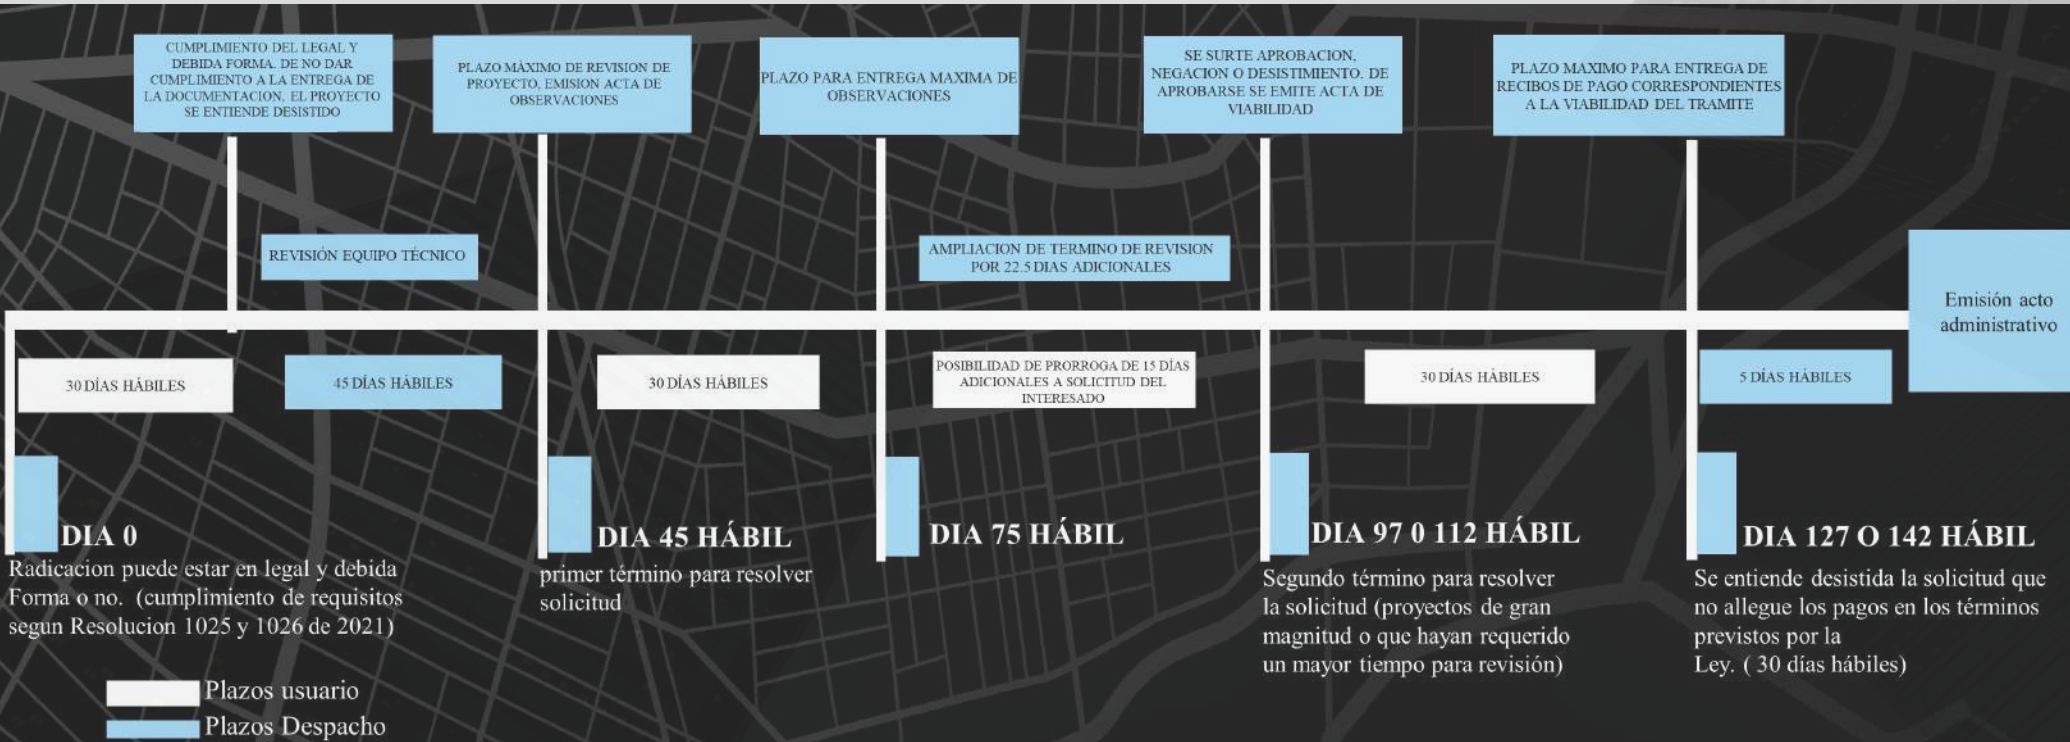 CUMPLIMIENTO DEL LEGAL Y
DEBIDA FORMA. DE NO DAR
CUMPLIMIENTO A LA ENTREGA DE
LA DOCUMENTACION, EL PROYECTO
SE ENTIENDE DESISTIDO
PLAZO MÁXIMO DE REVISION DE
PROYECTO, EMISION ACTA DE
OBSERVACIONES
PLAZO PARA ENTREGA MAXIMA DE
OBSERVACIONES
SE SURTE APROBACION,
NEGACION O DESISTIMIENTO. DE
APROBARSE SE EMITE ACTA DE
VIABILIDAD
PLAZO MAXIMO PARA ENTREGA DE
RECIBOS DE PAGO CORRESPONDIENTES
A LA VIABILIDAD DEL TRAMITE
REVISIÓN EQUIPO TÉCNICO
AMPLIACION DE TERMINO DE REVISION
POR 22.5 DIAS ADICIONALES
Emisión acto
administrativo
30 DÍAS HÁBILES
45 DÍAS HÁBILES
30 DÍAS HÁBILES
POSIBILIDAD DE PRORROGA DE 15 DÍAS
ADICIONALES A SOLICITUD DEL
INTERESADO
30 DÍAS HÁBILES
5 DÍAS HÁBILES
DIA 0
Radicacion puede estar en legal y debida
Forma o no. (cumplimiento de requisitos
segun Resolucion 1025 y 1026 de 2021)
DIA 45 HÁBIL
primer término para resolver
solicitud
DIA 75 HÁBIL
DIA 97 0 112 HÁBIL
Segundo término para resolver
la solicitud (proyectos de gran
magnitud o que hayan requerido
un mayor tiempo para revisión)
DIA 127 O 142 HÁBIL
Se entiende desistida la solicitud que
no allegue los pagos en los términos
previstos por la
Ley. ( 30 días hábiles)
Plazos usuario
Plazos Despacho